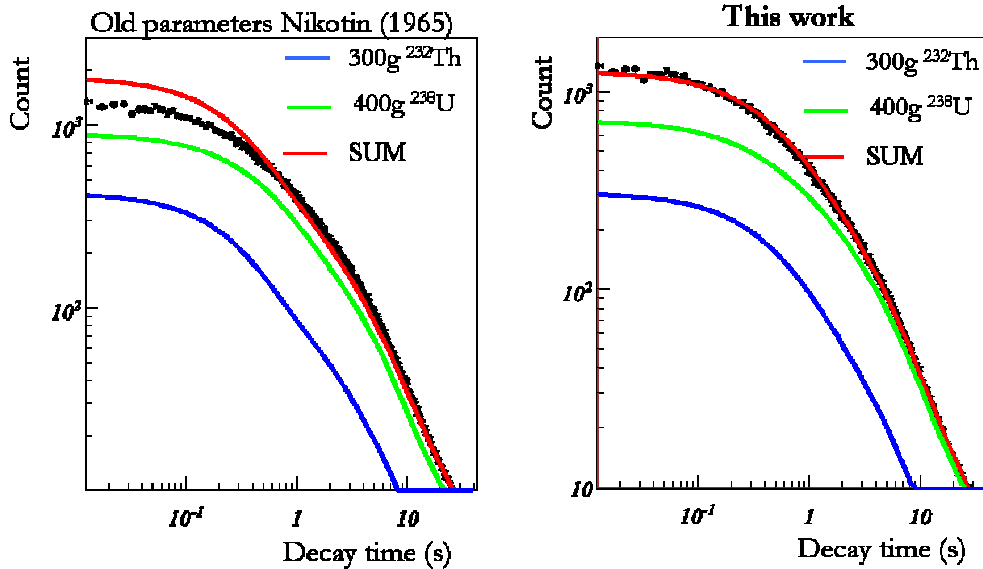 Old parameters Nikotin (1965)
Count
300g ²³²Th
400g ²³⁸U
SUM
10³
10²
10⁻¹
1
10
Decay time (s)
This work
Count
300g ²³²Th
400g ²³⁸U
SUM
10³
10²
10
10⁻¹
1
10
Decay time (s)